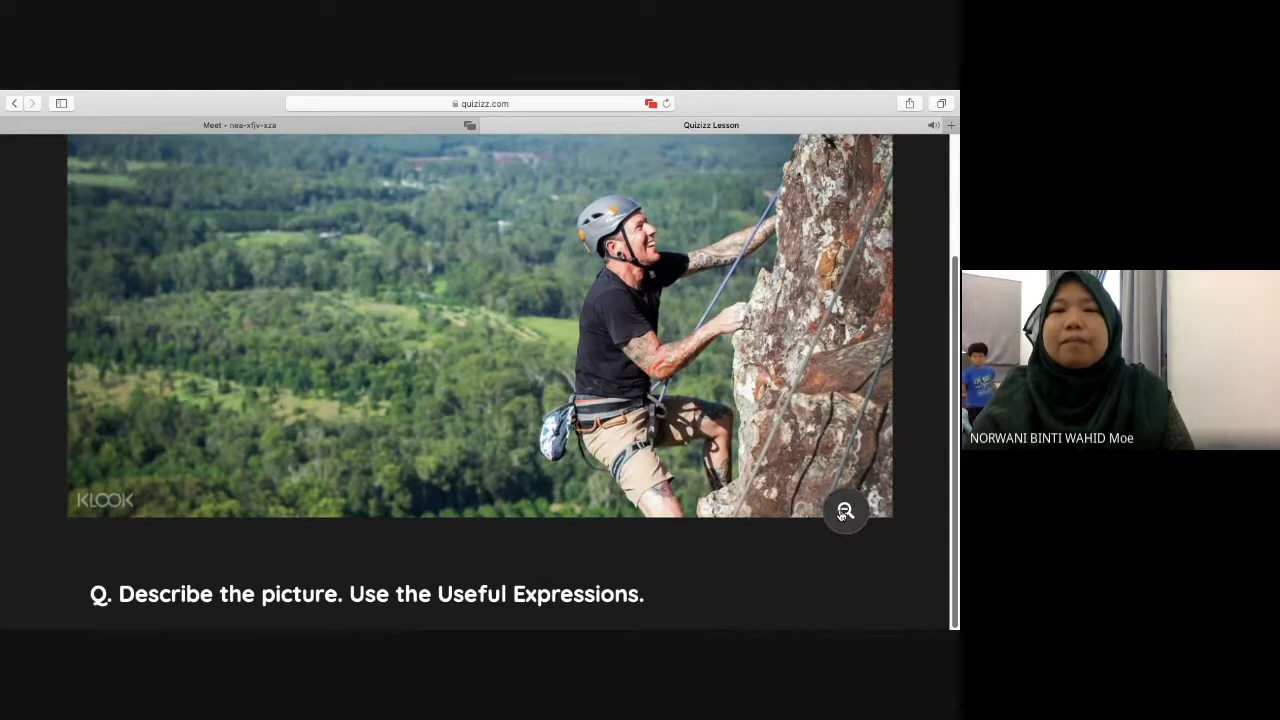 quizizz.com
Meet - nea-xfjv-xza
Quizizz Lesson
KLOOK
Q. Describe the picture. Use the Useful Expressions.
NORWANI BINTI WAHID Moe